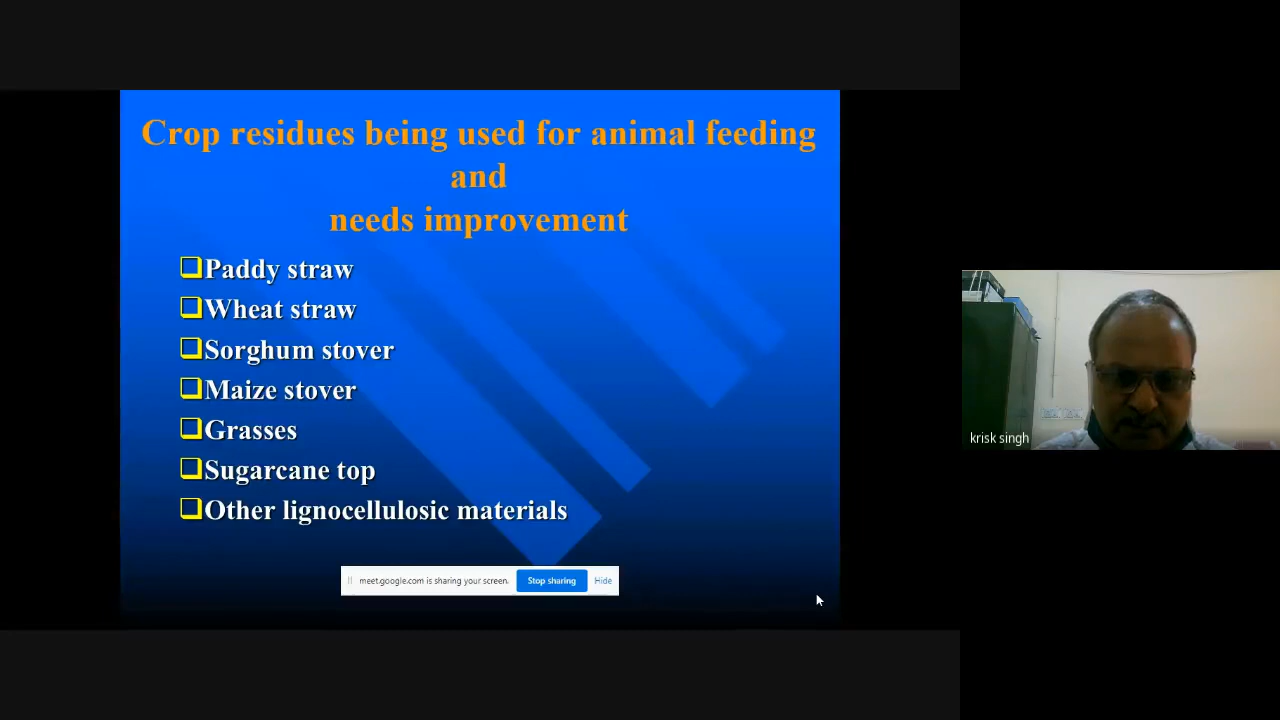 Crop residues being used for animal feeding
and
needs improvement
Paddy straw
Wheat straw
Sorghum stover
Maize stover
Grasses
Sugarcane top
Other lignocellulosic materials
meet.google.com is sharing your screen.
Stop sharing
Hide
krisk singh